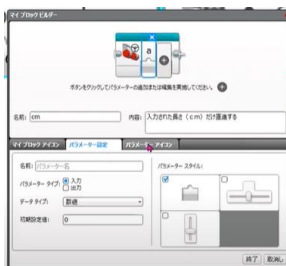 マイ ブロック ビルダー
a
ボタンをクリックしてパラメーターの追加または編集を実施してください。
名前: cm
内容: 入力された長さ(cm)だけ直進する
マイ ブロック アイコン パラメーター設定 パラメーター アイコン
名前: パラメーター名
パラメーター スタイル:
パラメーター タイプ: 入力
出力
データ タイプ: 数値
初期設定値: 0
終了 取消し